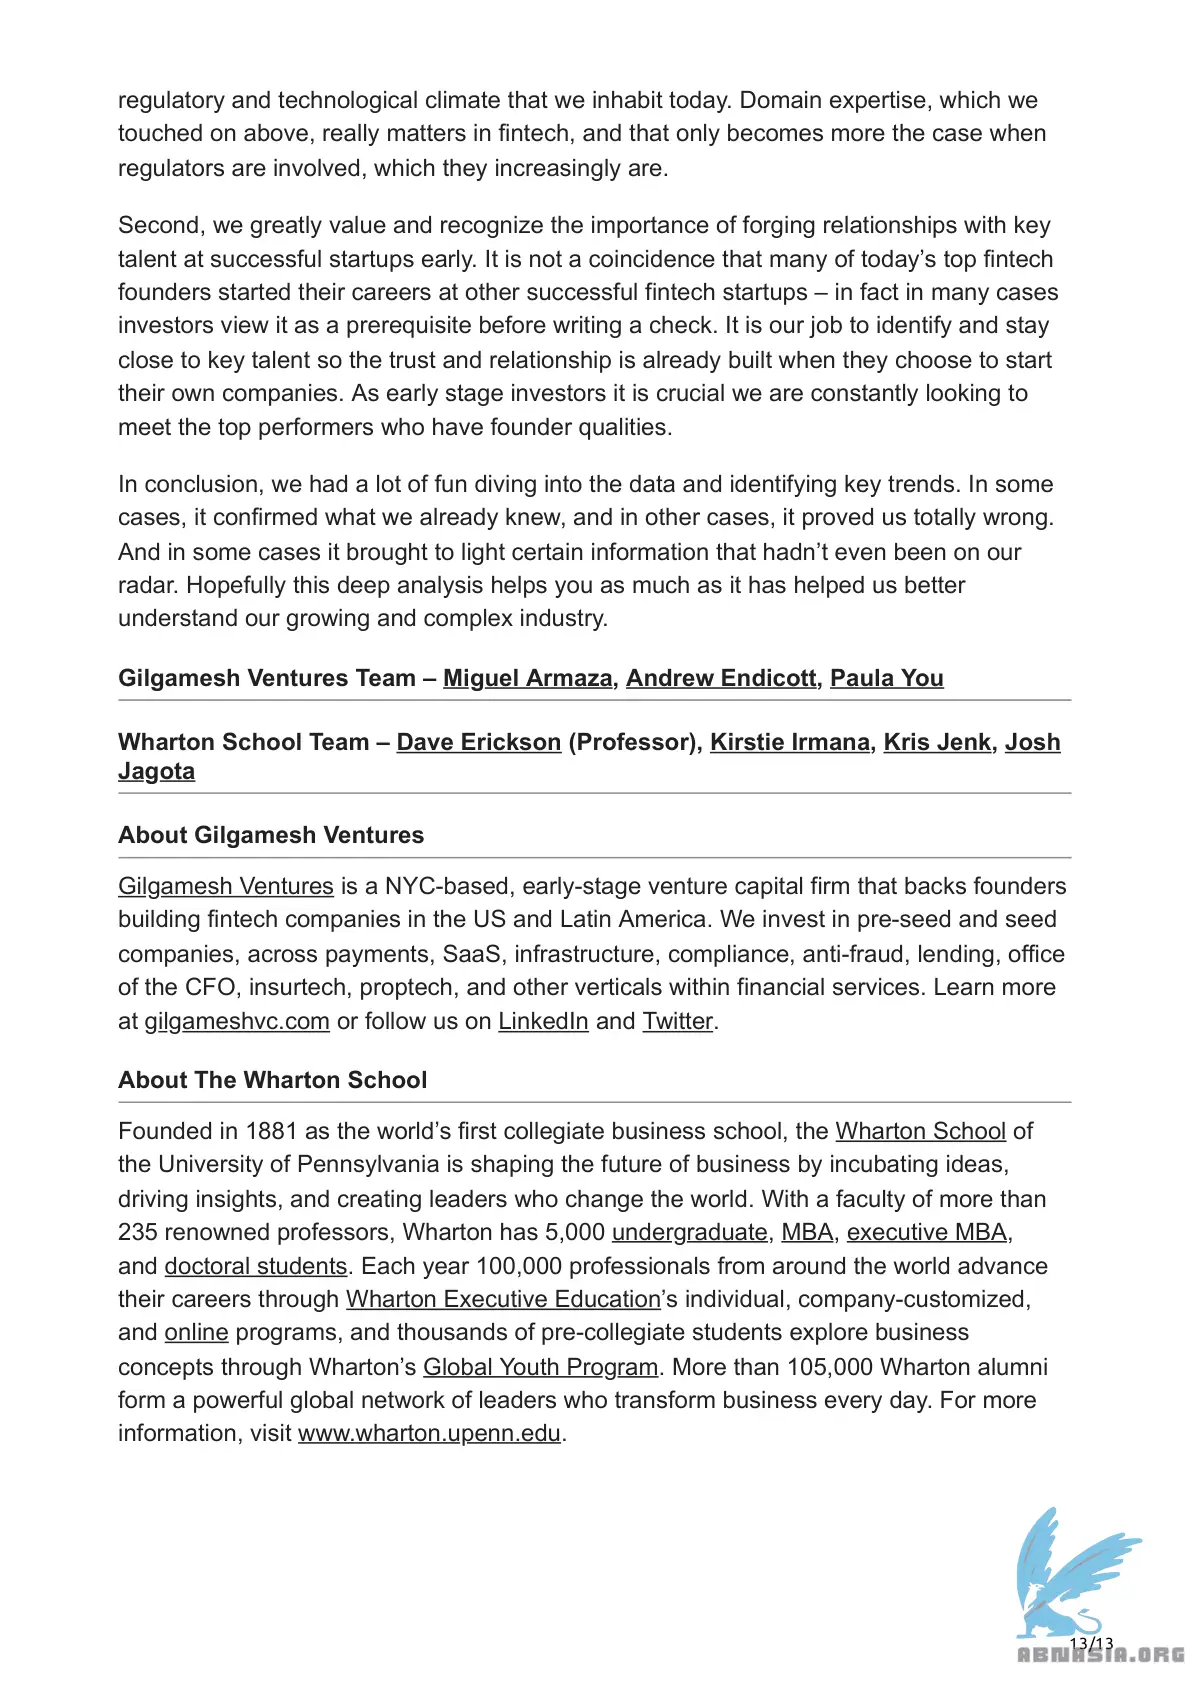 regulatory and technological climate that we inhabit today. Domain expertise, which we
touched on above, really matters in fintech, and that only becomes more the case when
regulators are involved, which they increasingly are.
Second, we greatly value and recognize the importance of forging relationships with key
talent at successful startups early. It is not a coincidence that many of today’s top fintech
founders started their careers at other successful fintech startups – in fact in many cases
investors view it as a prerequisite before writing a check. It is our job to identify and stay
close to key talent so the trust and relationship is already built when they choose to start
their own companies. As early stage investors it is crucial we are constantly looking to
meet the top performers who have founder qualities.
In conclusion, we had a lot of fun diving into the data and identifying key trends. In some
cases, it confirmed what we already knew, and in other cases, it proved us totally wrong.
And in some cases it brought to light certain information that hadn’t even been on our
radar. Hopefully this deep analysis helps you as much as it has helped us better
understand our growing and complex industry.
Gilgamesh Ventures Team – Miguel Armaza, Andrew Endicott, Paula You
Wharton School Team – Dave Erickson (Professor), Kirstie Irmana, Kris Jenk, Josh
Jagota
About Gilgamesh Ventures
Gilgamesh Ventures is a NYC-based, early-stage venture capital firm that backs founders
building fintech companies in the US and Latin America. We invest in pre-seed and seed
companies, across payments, SaaS, infrastructure, compliance, anti-fraud, lending, office
of the CFO, insurtech, proptech, and other verticals within financial services. Learn more
at gilgameshvc.com or follow us on LinkedIn and Twitter.
About The Wharton School
Founded in 1881 as the world’s first collegiate business school, the Wharton School of
the University of Pennsylvania is shaping the future of business by incubating ideas,
driving insights, and creating leaders who change the world. With a faculty of more than
235 renowned professors, Wharton has 5,000 undergraduate, MBA, executive MBA,
and doctoral students. Each year 100,000 professionals from around the world advance
their careers through Wharton Executive Education’s individual, company-customized,
and online programs, and thousands of pre-collegiate students explore business
concepts through Wharton’s Global Youth Program. More than 105,000 Wharton alumni
form a powerful global network of leaders who transform business every day. For more
information, visit www.wharton.upenn.edu.
13/13
ABNASIA.ORG